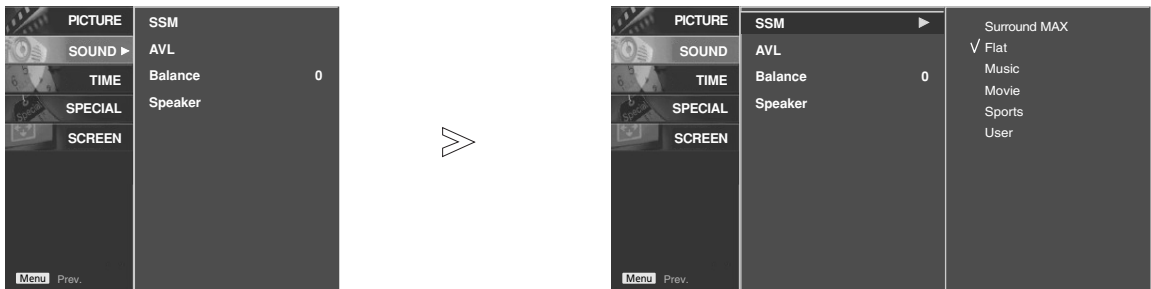 PICTURE
SOUND ►
TIME
SPECIAL
SCREEN
SSM
AVL
Balance 0
Speaker
Menu Prev.
PICTURE
SOUND
TIME
SPECIAL
SCREEN
SSM ►
AVL
Balance 0
Speaker
Surround MAX
√ Flat
Music
Movie
Sports
User
Menu Prev.